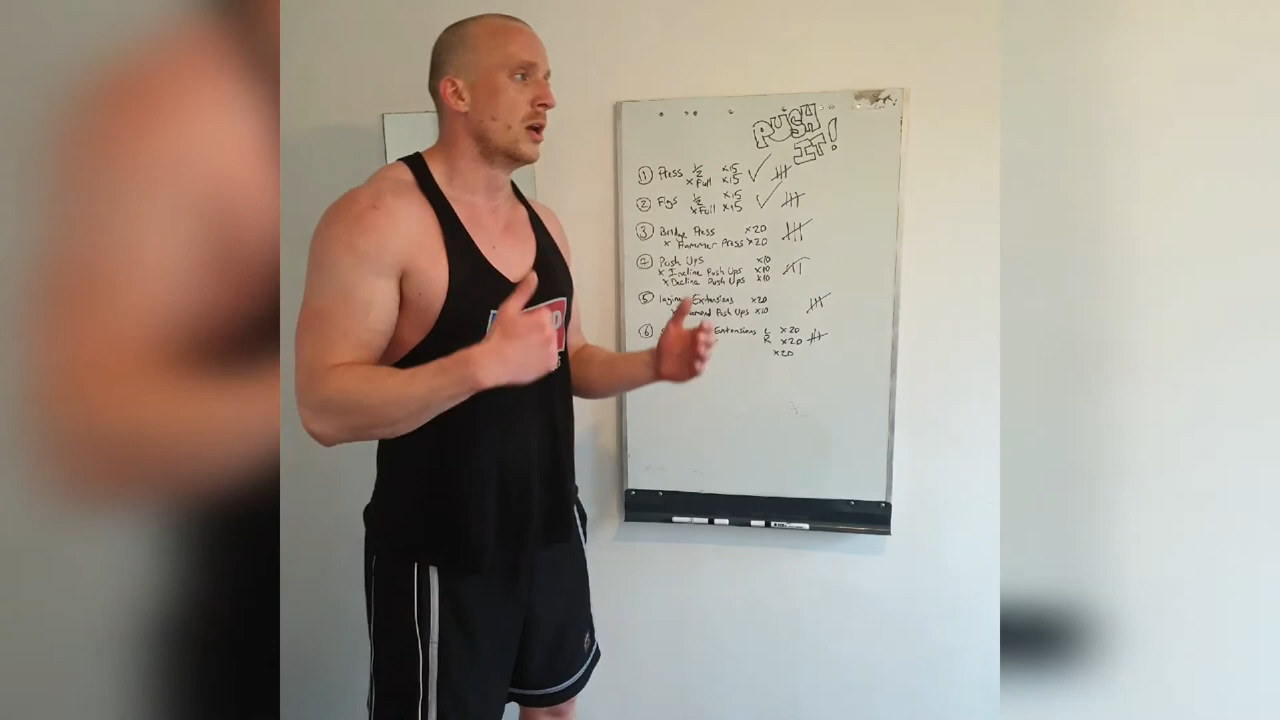 PUSH
IT!
① Press ½ x15 ✓
x Full x15
② Flys ½ x15 ✓
x Full x15
③ Bridge Press x20
x Hammer Press x20
④ Push Ups x10
x Incline Push Ups x10
x Decline Push Ups x10
⑤ Extensions x20
Push Ups x10
⑥ Extensions L x20
R x20
x20